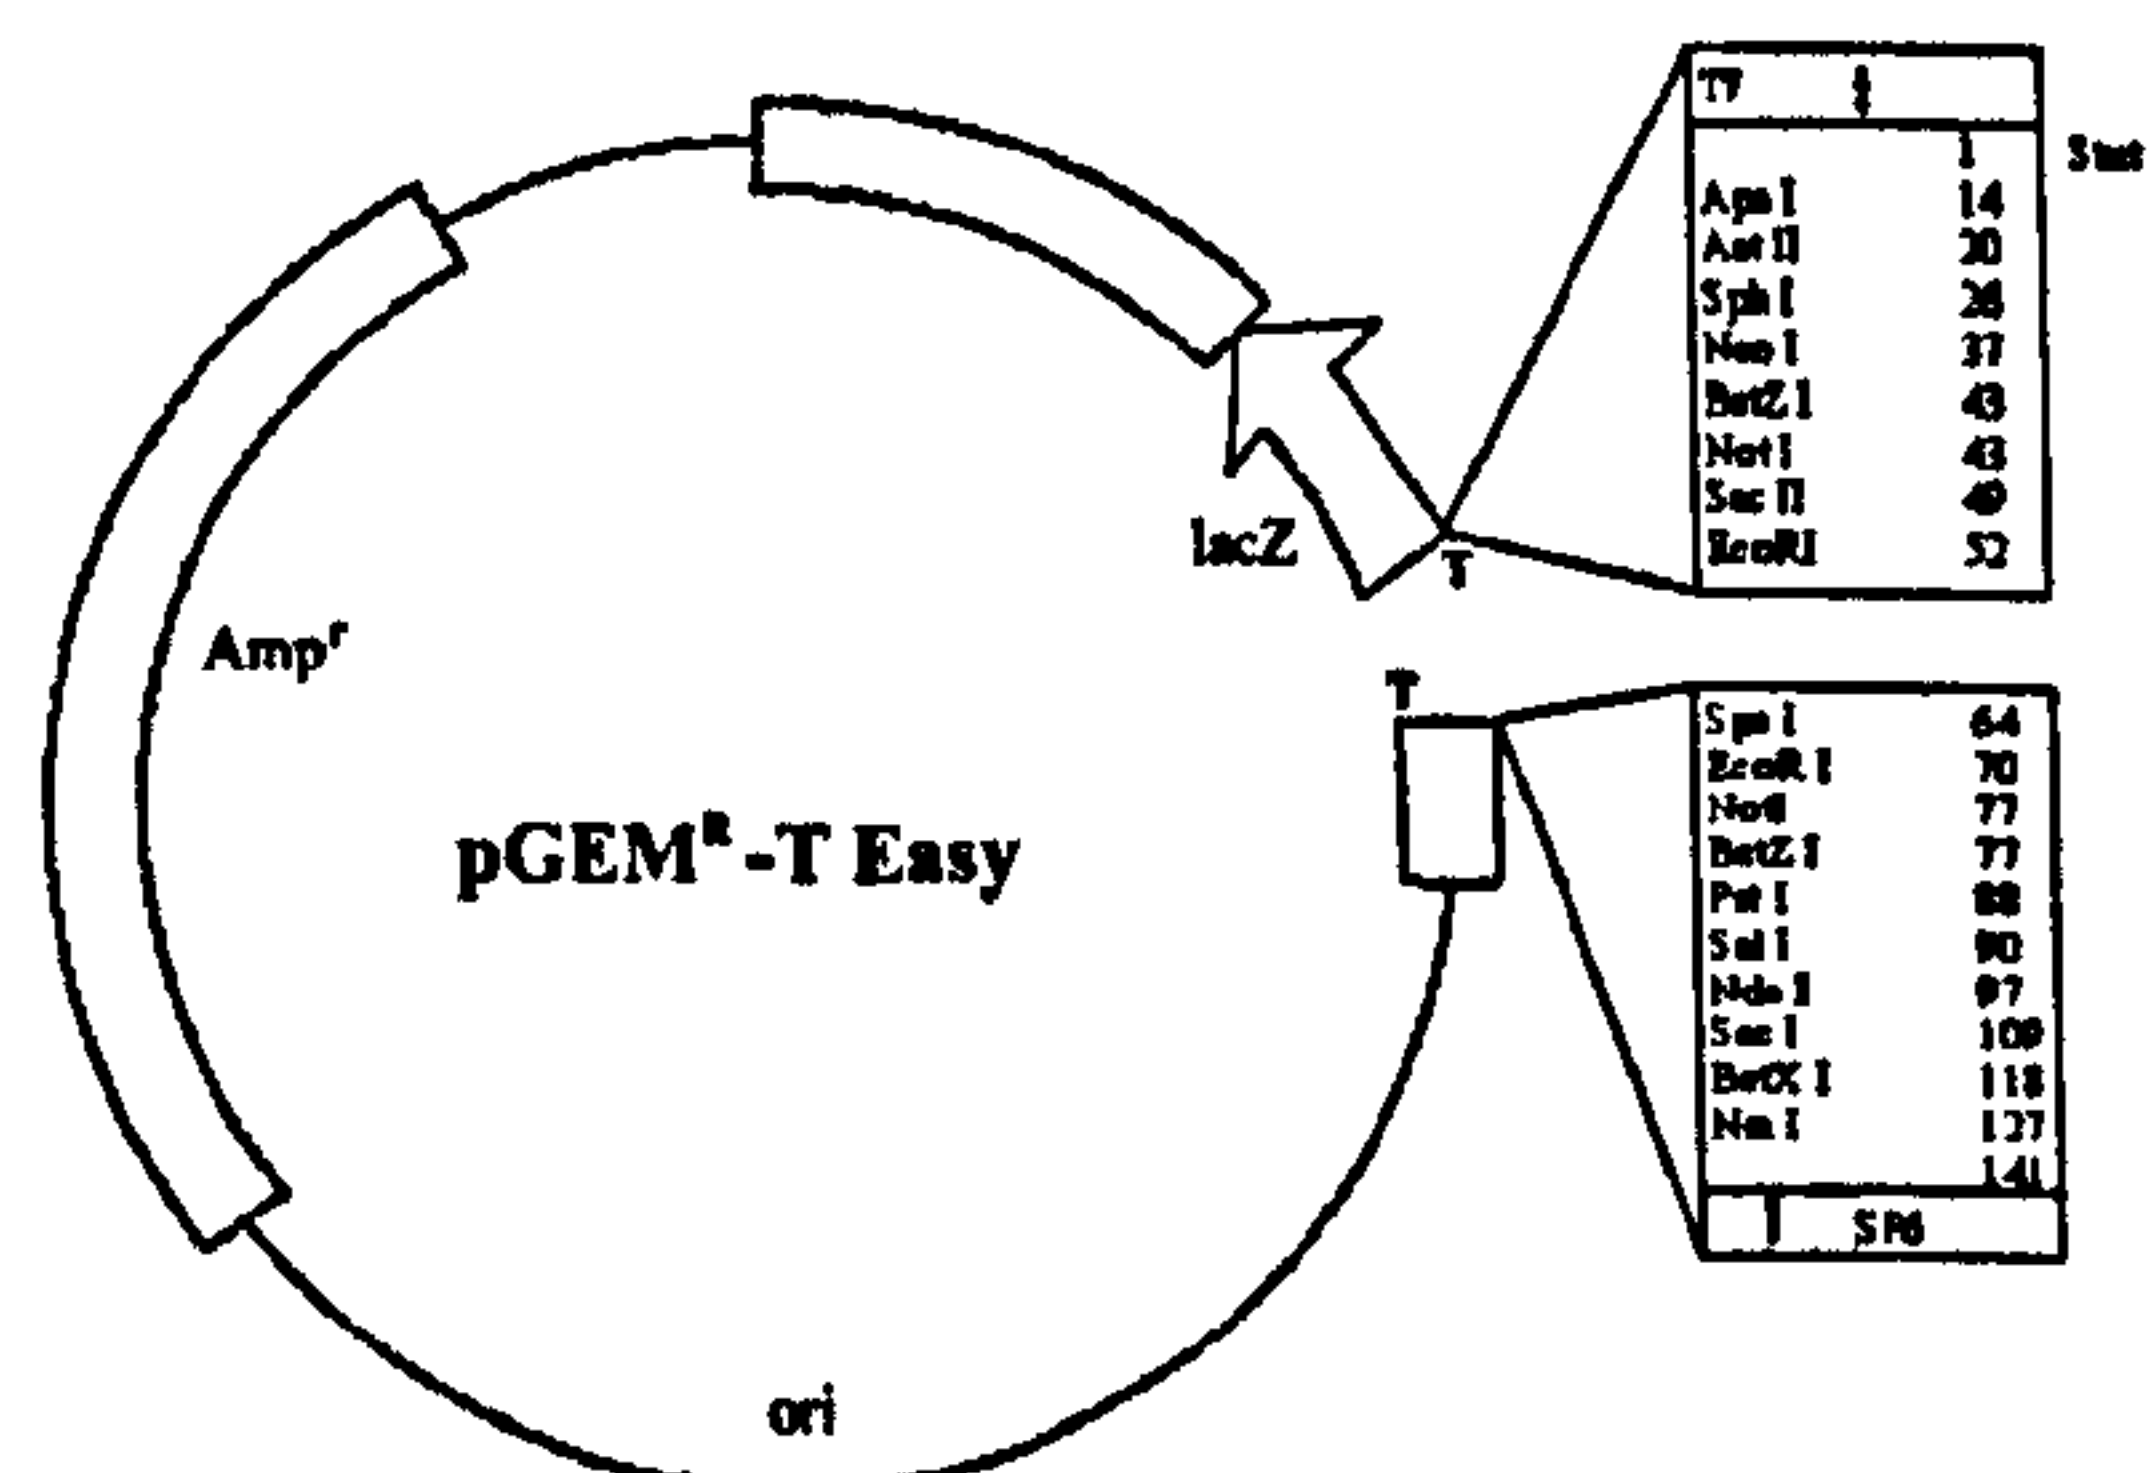 T7
1 Start
Apa I 14
Aat II 20
Sph I 26
Nco I 37
BstZ I 43
Not I 43
Sac II 49
EcoRI 52
lacZ
T
Amp^r
T
pGEM^R -T Easy
Spe I 64
EcoR I 70
Not I 77
BstZ I 77
Pst I 88
Sal I 90
Nde I 97
Sac I 109
BstX I 118
Nsi I 127
141
SP6
ori